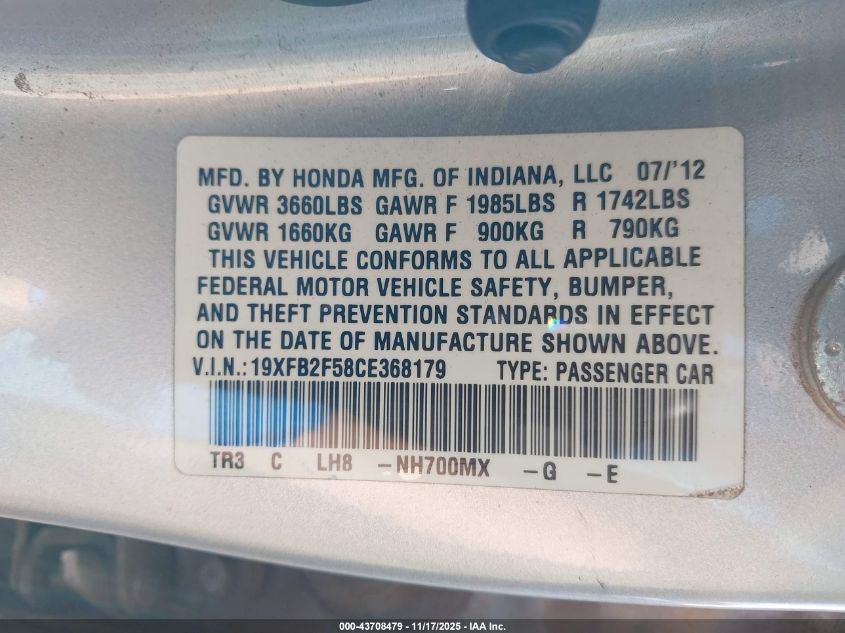 MFD. BY HONDA MFG. OF INDIANA, LLC 07/'12
GVWR 3660LBS GAWR F 1985LBS R 1742LBS
GVWR 1660KG GAWR F 900KG R 790KG
THIS VEHICLE CONFORMS TO ALL APPLICABLE
FEDERAL MOTOR VEHICLE SAFETY, BUMPER,
AND THEFT PREVENTION STANDARDS IN EFFECT
ON THE DATE OF MANUFACTURE SHOWN ABOVE.
V.I.N.: 19XFB2F58CE368179 TYPE: PASSENGER CAR
TR3 C LH8 -NH700MX -G -E
000-43708479 - 11/17/2025 - IAA Inc.